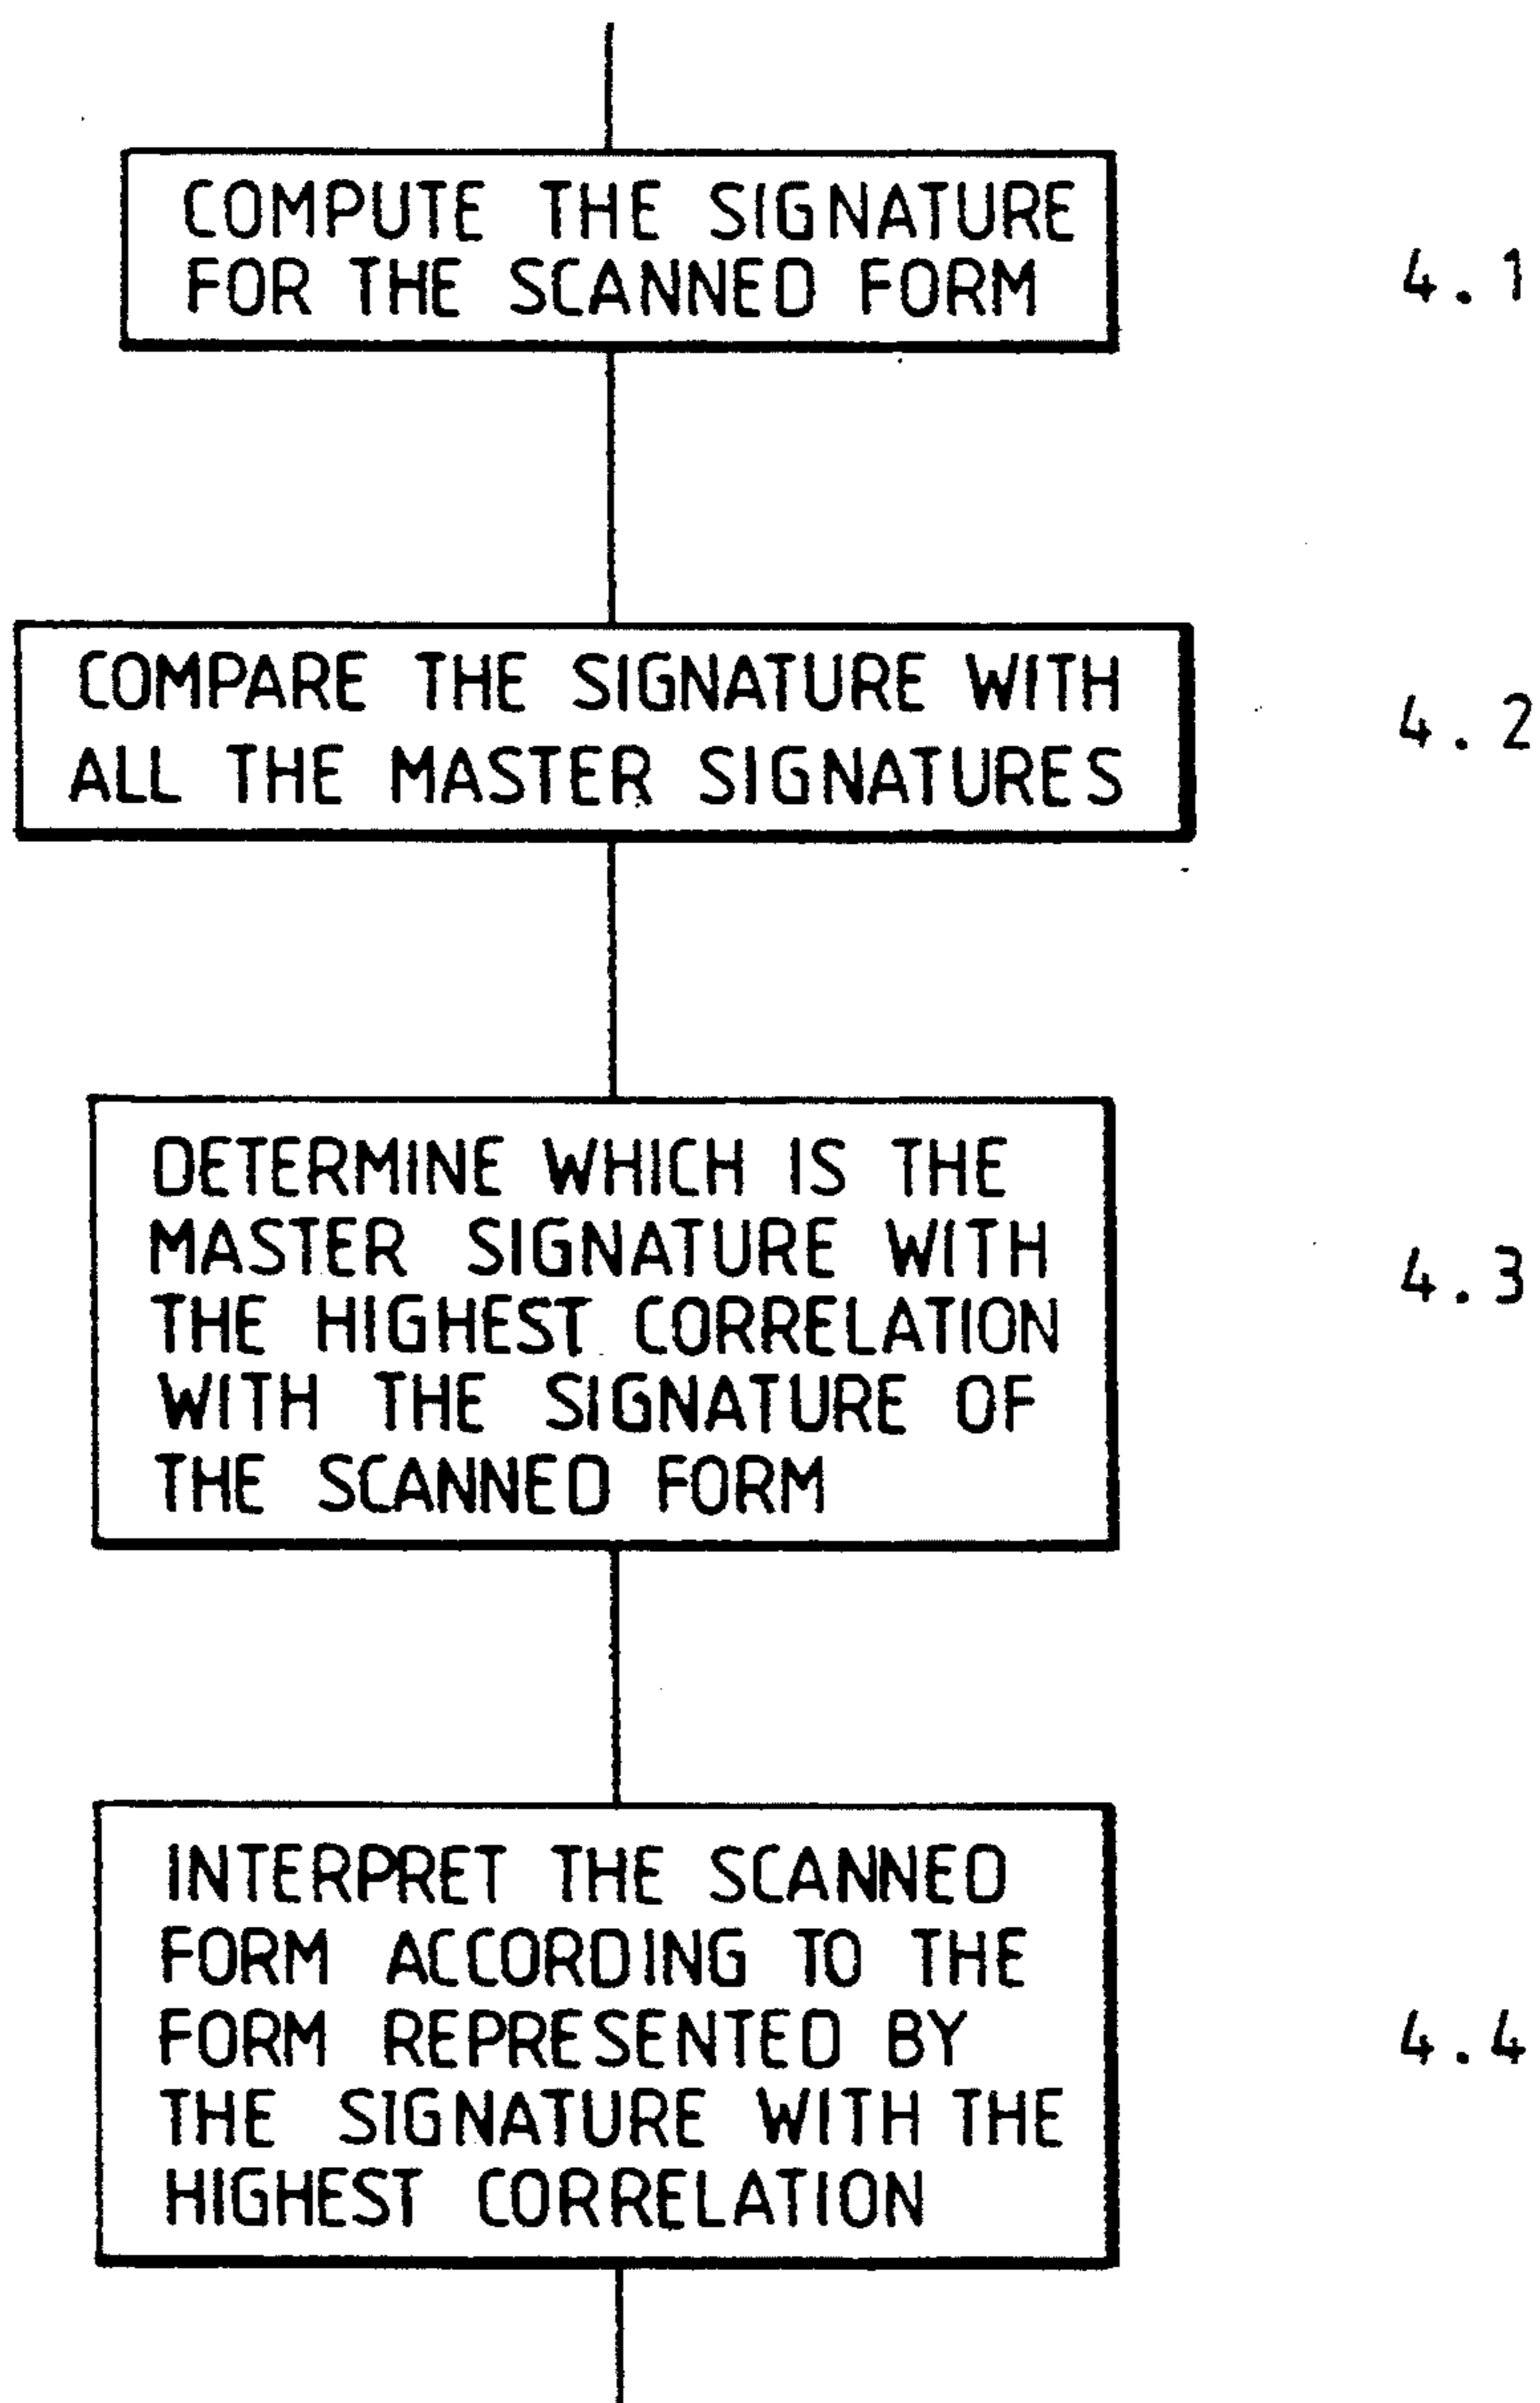 COMPUTE THE SIGNATURE
FOR THE SCANNED FORM
4.1
COMPARE THE SIGNATURE WITH
ALL THE MASTER SIGNATURES
4.2
DETERMINE WHICH IS THE
MASTER SIGNATURE WITH
THE HIGHEST CORRELATION
WITH THE SIGNATURE OF
THE SCANNED FORM
4.3
INTERPRET THE SCANNED
FORM ACCORDING TO THE
FORM REPRESENTED BY
THE SIGNATURE WITH THE
HIGHEST CORRELATION
4.4